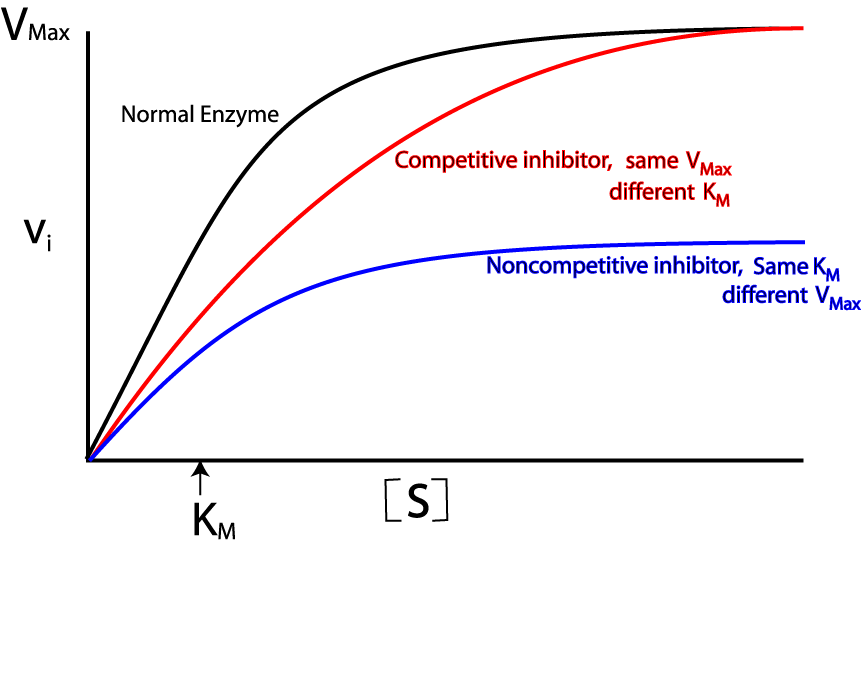 VMax
Normal Enzyme
Competitive inhibitor, same VMax
different KM
vi
Noncompetitive inhibitor, Same KM
different VMax
[S]
KM